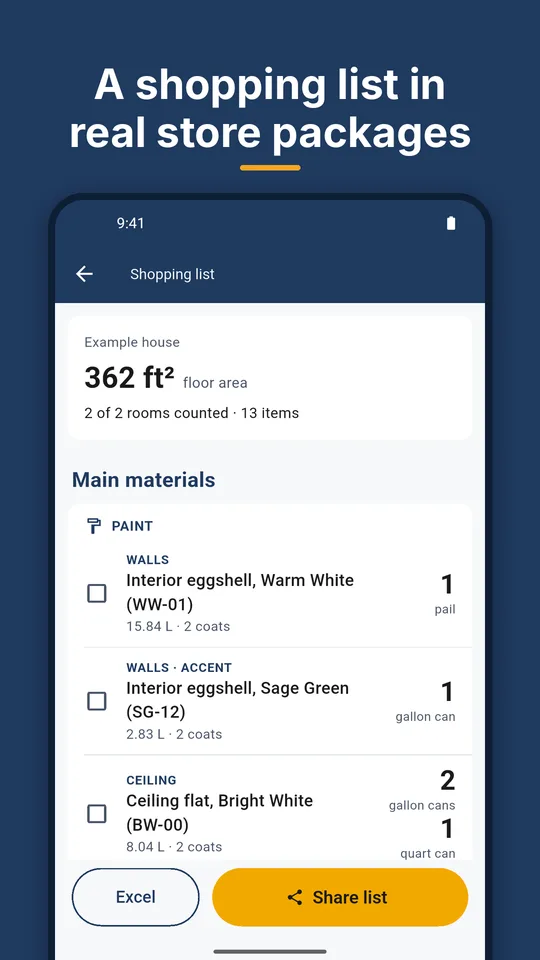 A shopping list in
real store packages
9:41
Shopping list
Example house
362 ft² floor area
2 of 2 rooms counted · 13 items
Main materials
PAINT
WALLS
Interior eggshell, Warm White
(WW-01)
15.84 L · 2 coats
1
pail
WALLS · ACCENT
Interior eggshell, Sage Green
(SG-12)
2.83 L · 2 coats
1
gallon can
CEILING
Ceiling flat, Bright White
(BW-00)
8.04 L · 2 coats
2
gallon cans
1
quart can
Excel
Share list